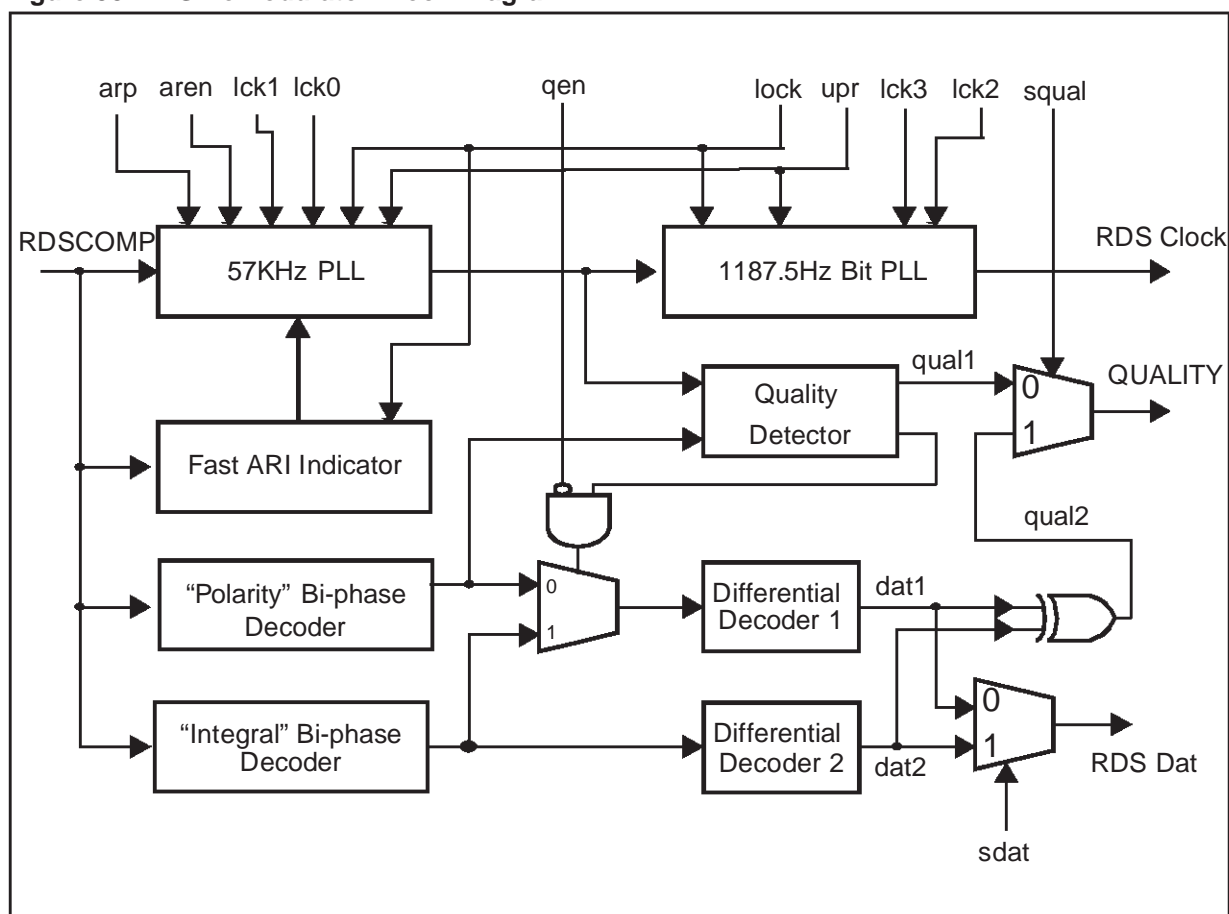 arp aren lck1 lck0 qen lock upr lck3 lck2 squal
RDSCOMP
57KHz PLL
1187.5Hz Bit PLL
RDS Clock
Fast ARI Indicator
Quality
Detector
qual1
0
1
QUALITY
qual2
“Polarity” Bi-phase
Decoder
0
1
Differential
Decoder 1
dat1
“Integral” Bi-phase
Decoder
Differential
Decoder 2
dat2
0
1
RDS Dat
sdat